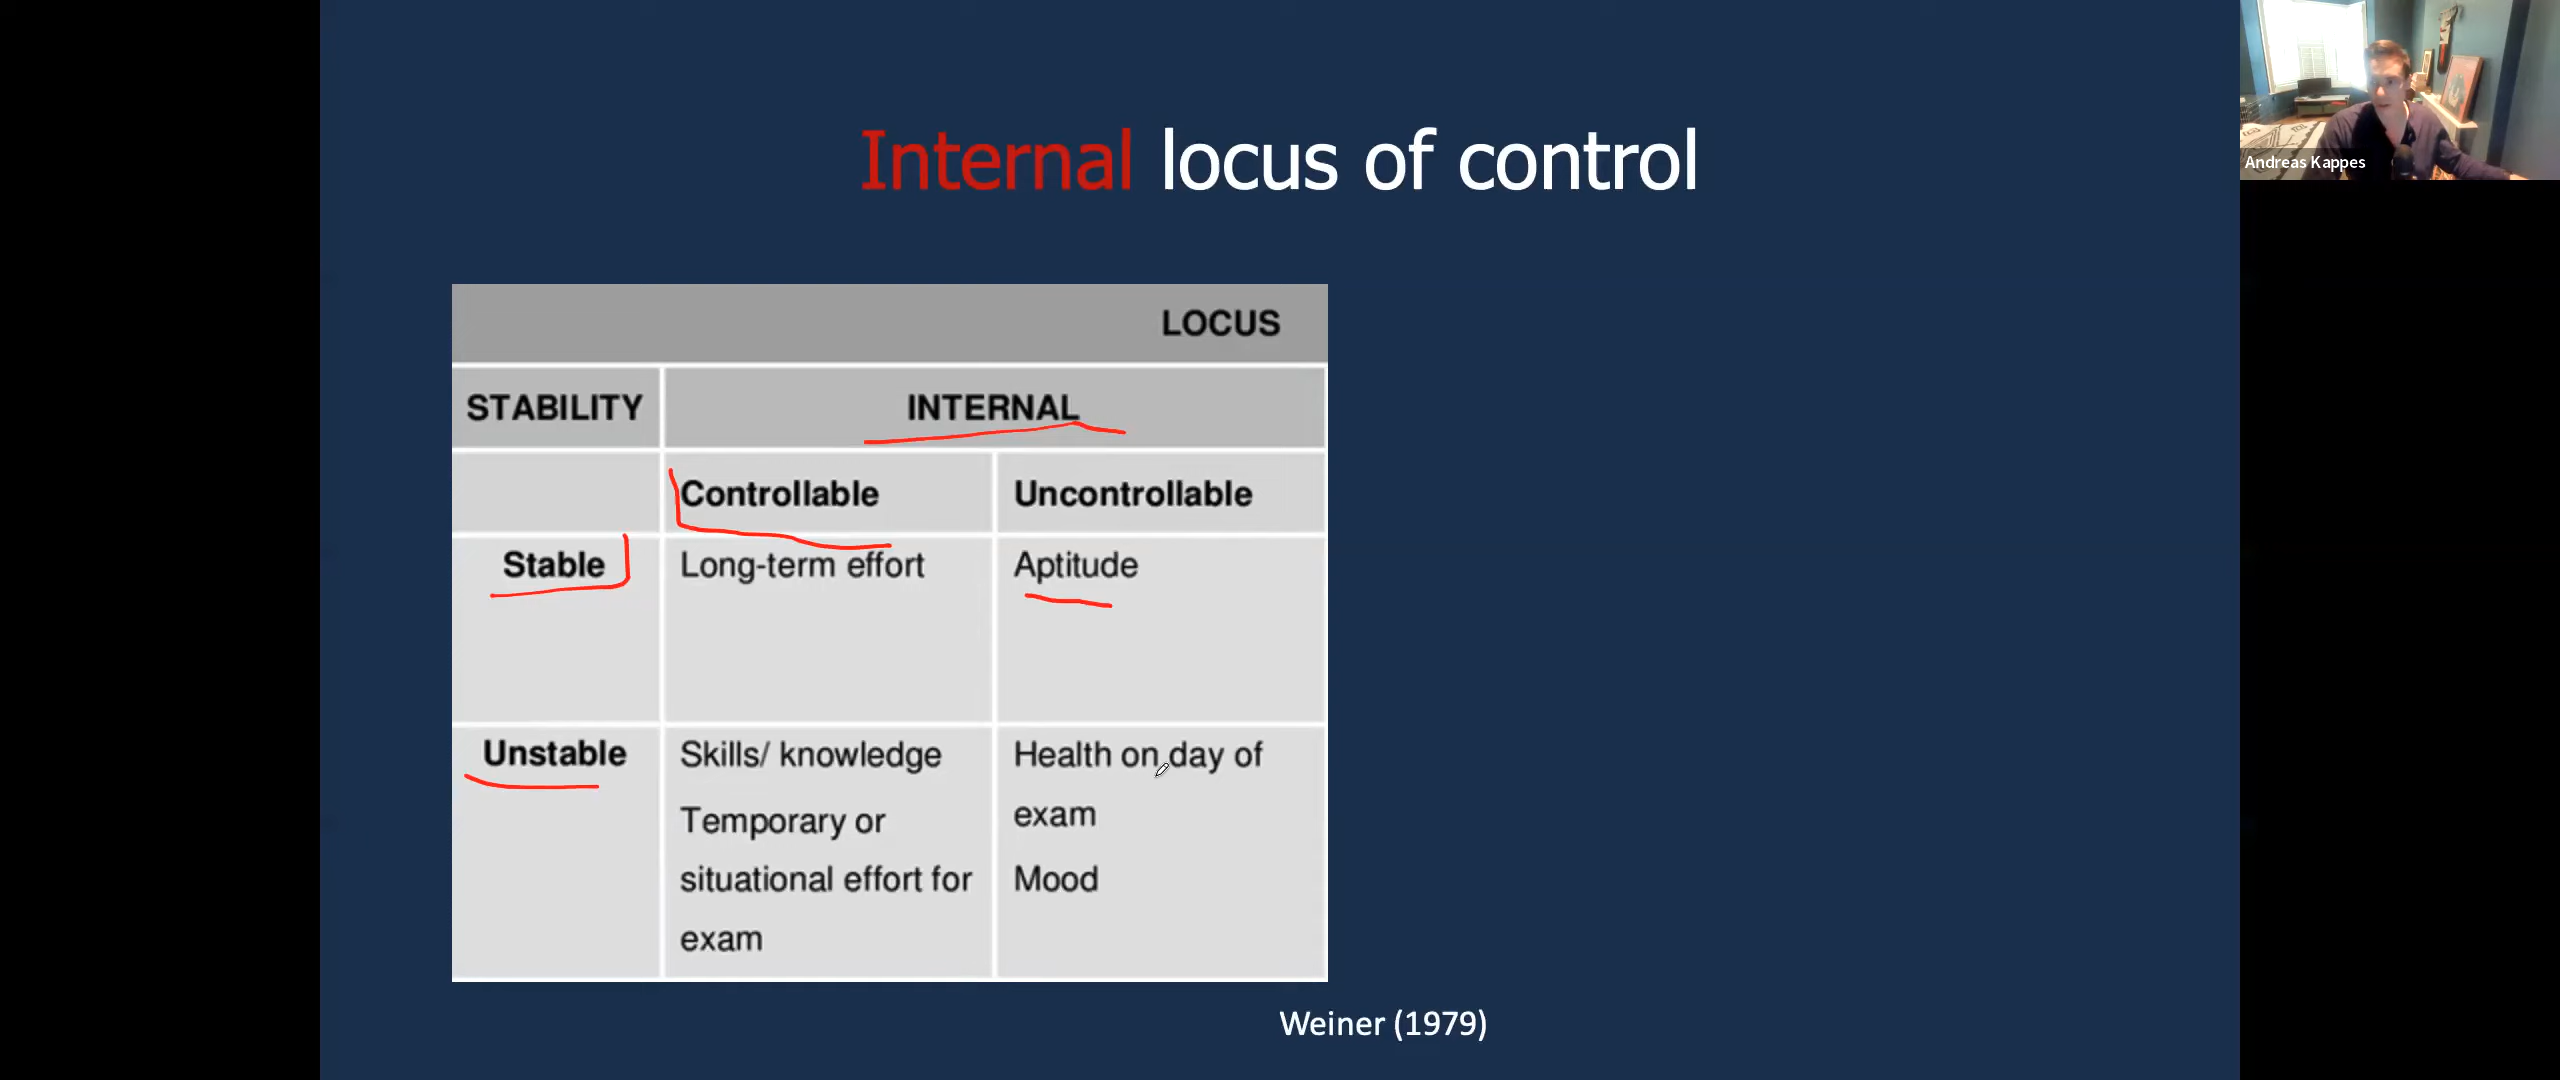 Internal locus of control
Andreas Kappes
LOCUS
STABILITY INTERNAL
Controllable Uncontrollable
Stable Long-term effort Aptitude
Unstable Skills/ knowledge Health on day of
Temporary or exam
situational effort for Mood
exam
Weiner (1979)